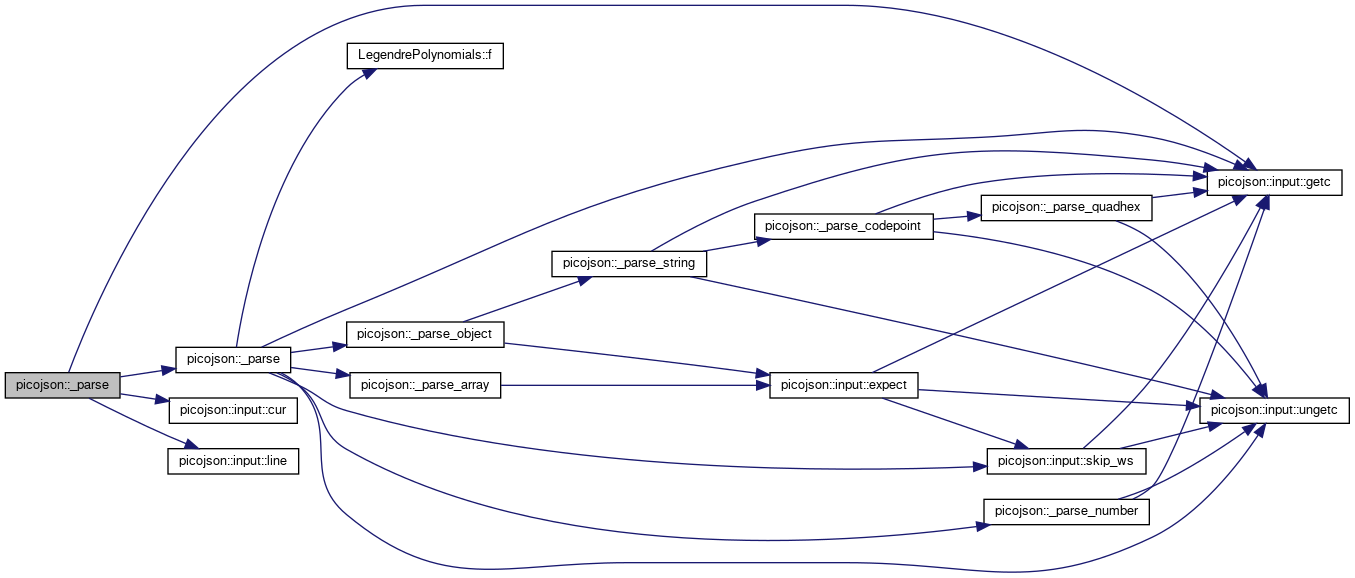 LegendrePolynomials::f
picojson::input::getc
picojson::_parse_quadhex
picojson::_parse_codepoint
picojson::_parse_string
picojson::_parse_object
picojson::_parse
picojson::_parse
picojson::_parse_array
picojson::input::expect
picojson::input::cur
picojson::input::ungetc
picojson::input::line
picojson::input::skip_ws
picojson::_parse_number